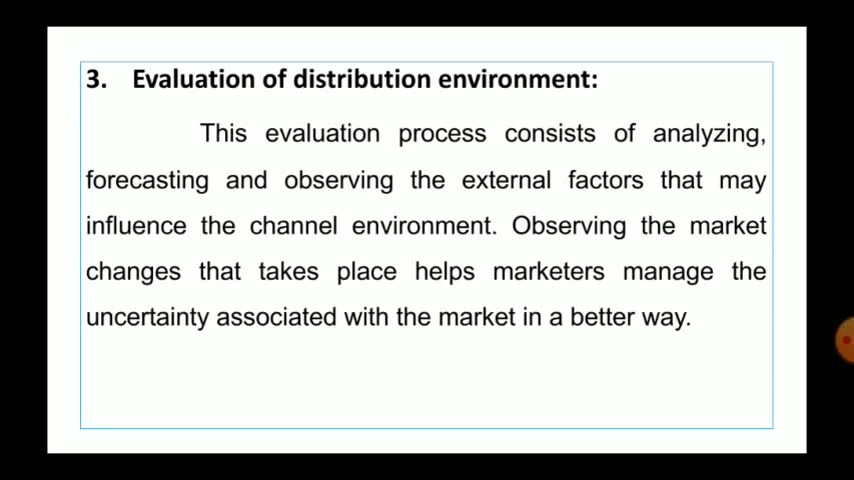 3. Evaluation of distribution environment:
This evaluation process consists of analyzing,
forecasting and observing the external factors that may
influence the channel environment. Observing the market
changes that takes place helps marketers manage the
uncertainty associated with the market in a better way.